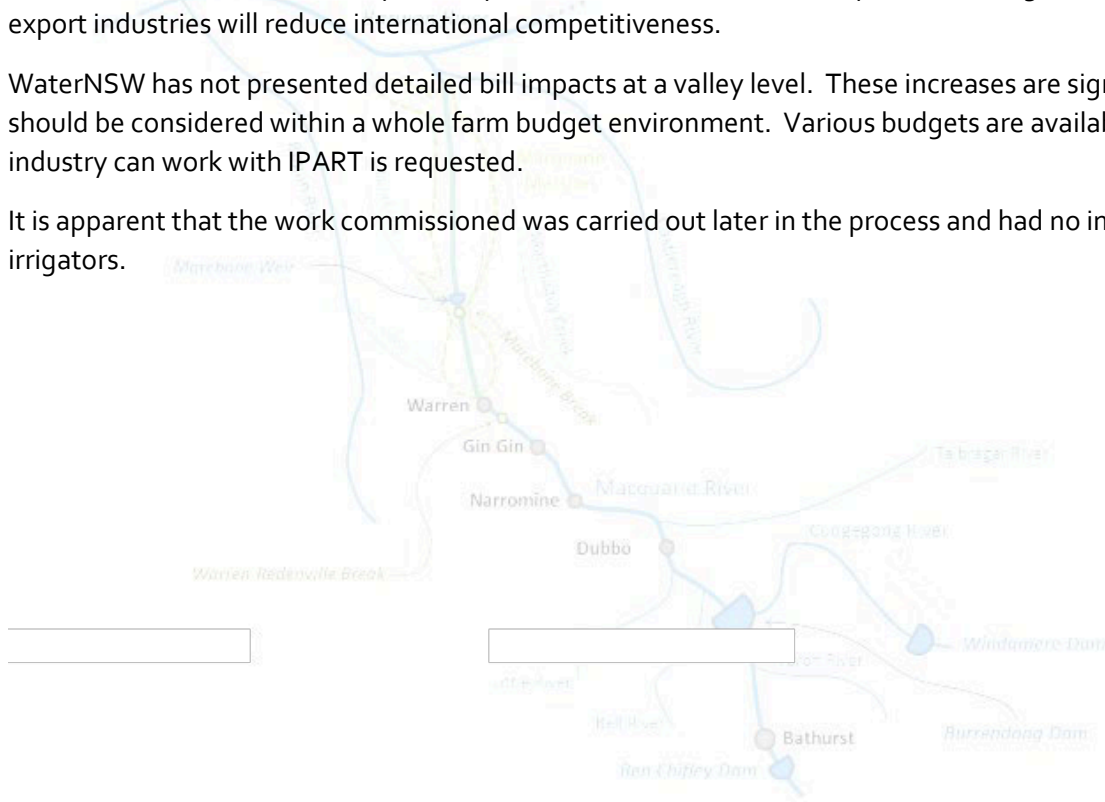 export industries will reduce international competitiveness.
WaterNSW has not presented detailed bill impacts at a valley level. These increases are sig
should be considered within a whole farm budget environment. Various budgets are availal
industry can work with IPART is requested.
It is apparent that the work commissioned was carried out later in the process and had no in
irrigators.
Marebone Weir
Marebone Break
Warren
Gin Gin
Talbragar River
Macquarie River
Narromine
Cudgegong River
Dubbo
Warren Redenville Break
Windamere Dam
Bell River
Burrendong Dam
Bathurst
Ben Chifley Dam